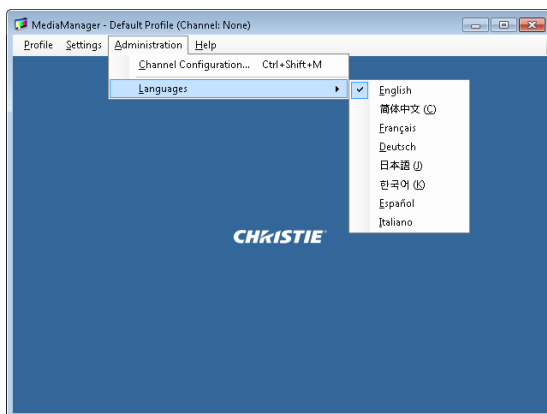 MediaManager - Default Profile (Channel: None)
Profile Settings Administration Help
Channel Configuration... Ctrl+Shift+M
Languages
English
简体中文 (C)
Français
Deutsch
日本語 (J)
한국어 (K)
Español
Italiano
CHRISTIE